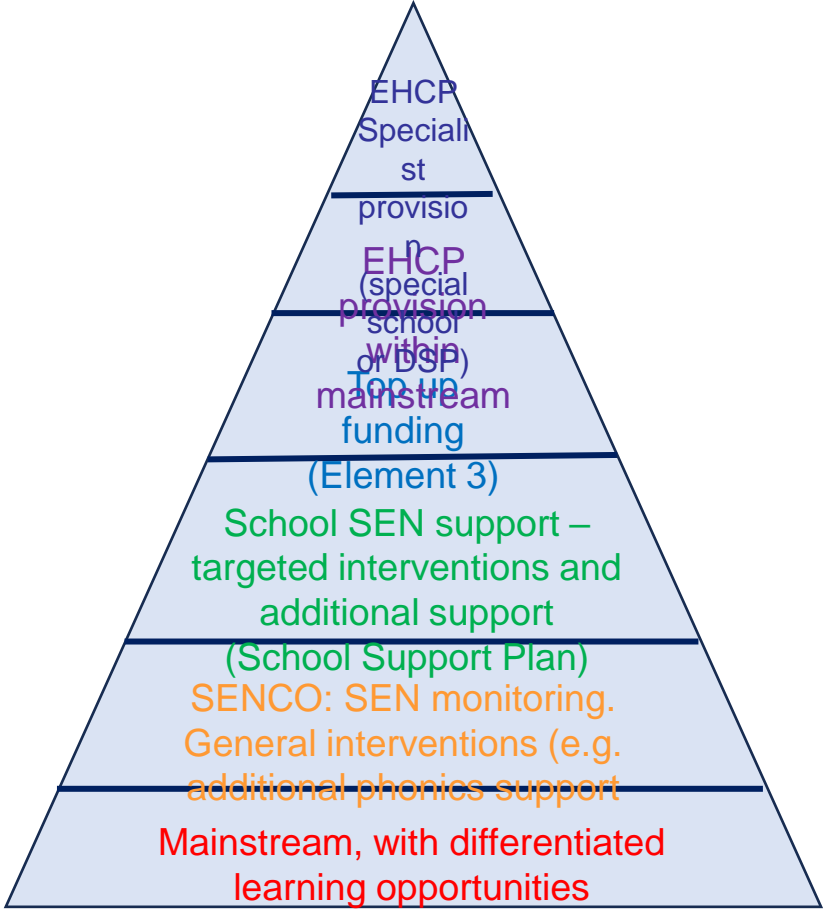 EHCP
Speciali
st
provisio
n
(special
school
or DSP)
EHCP
provision
within
mainstream
Top up
funding
(Element 3)
School SEN support –
targeted interventions and
additional support
(School Support Plan)
SENCO: SEN monitoring.
General interventions (e.g.
additional phonics support
Mainstream, with differentiated
learning opportunities